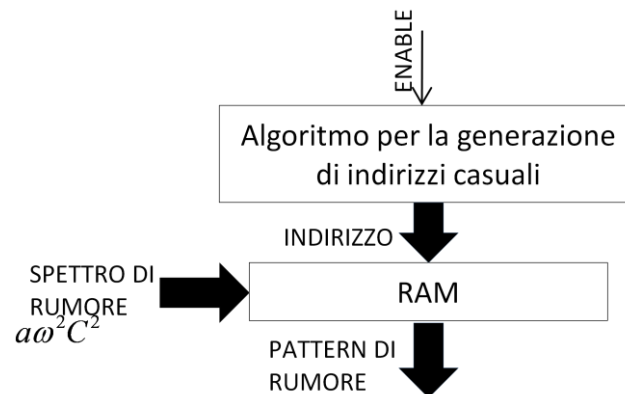 ENABLE
Algoritmo per la generazione
di indirizzi casuali
INDIRIZZO
SPETTRO DI
RUMORE
aω²C²
RAM
PATTERN DI
RUMORE